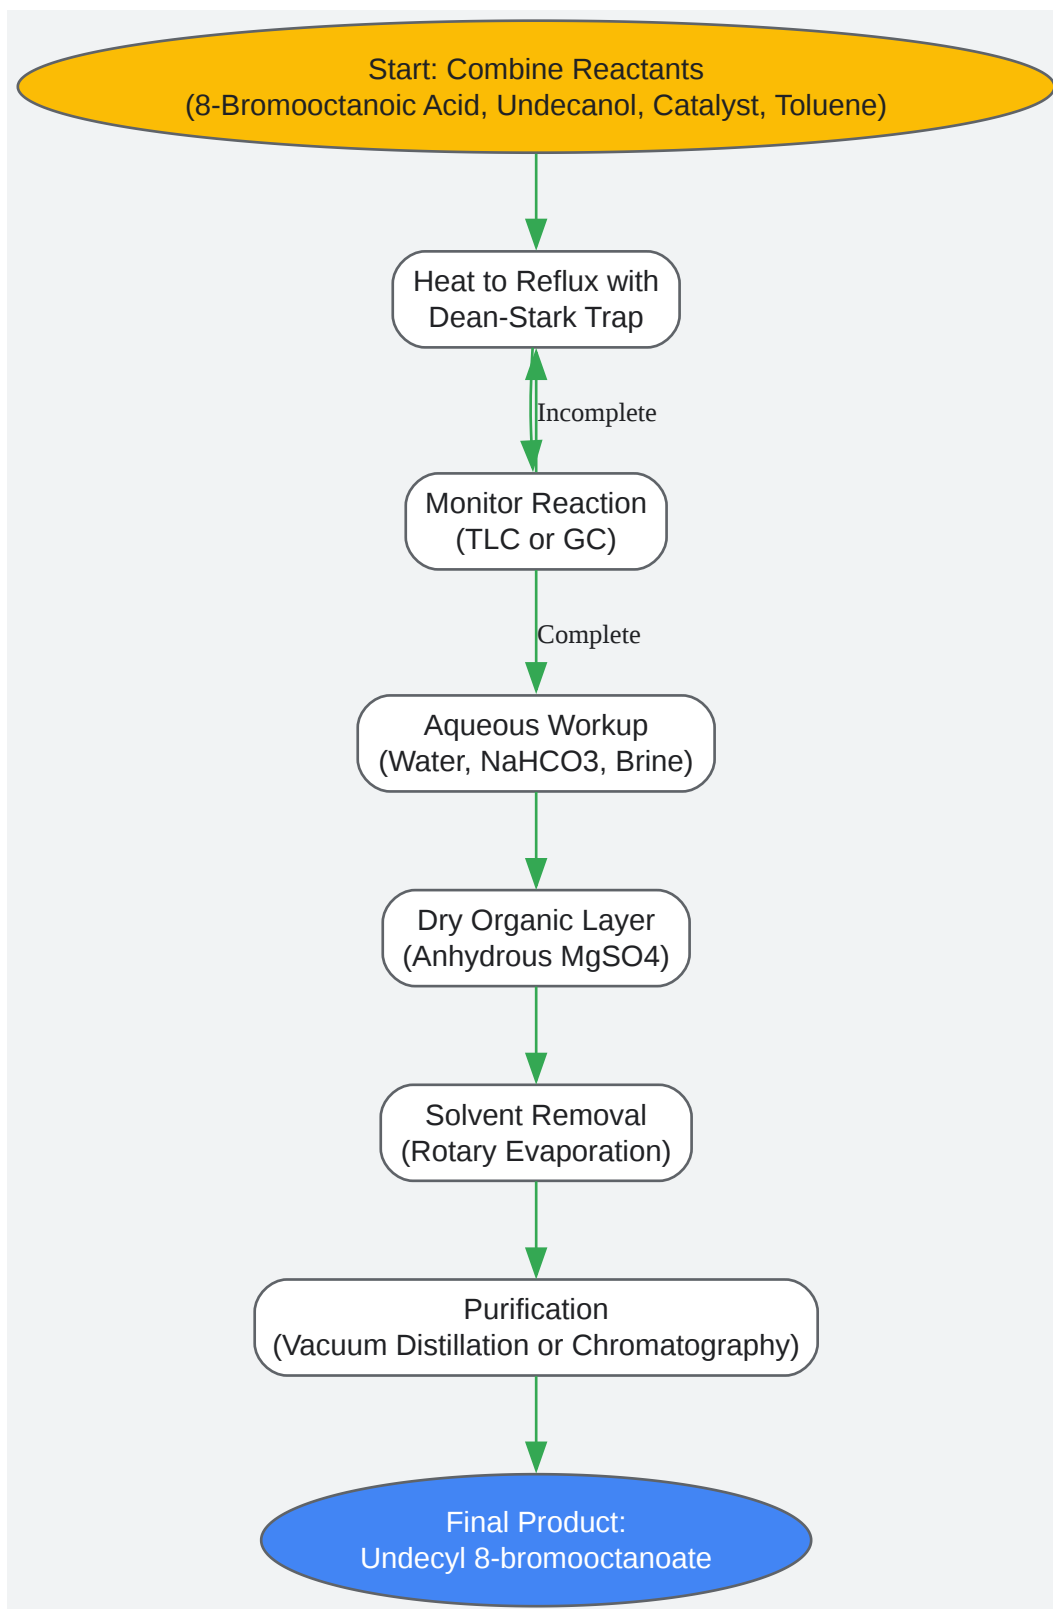 Start: Combine Reactants
(8-Bromooctanoic Acid, Undecanol, Catalyst, Toluene)
Heat to Reflux with
Dean-Stark Trap
Incomplete
Monitor Reaction
(TLC or GC)
Complete
Aqueous Workup
(Water, NaHCO3, Brine)
Dry Organic Layer
(Anhydrous MgSO4)
Solvent Removal
(Rotary Evaporation)
Purification
(Vacuum Distillation or Chromatography)
Final Product:
Undecyl 8-bromooctanoate